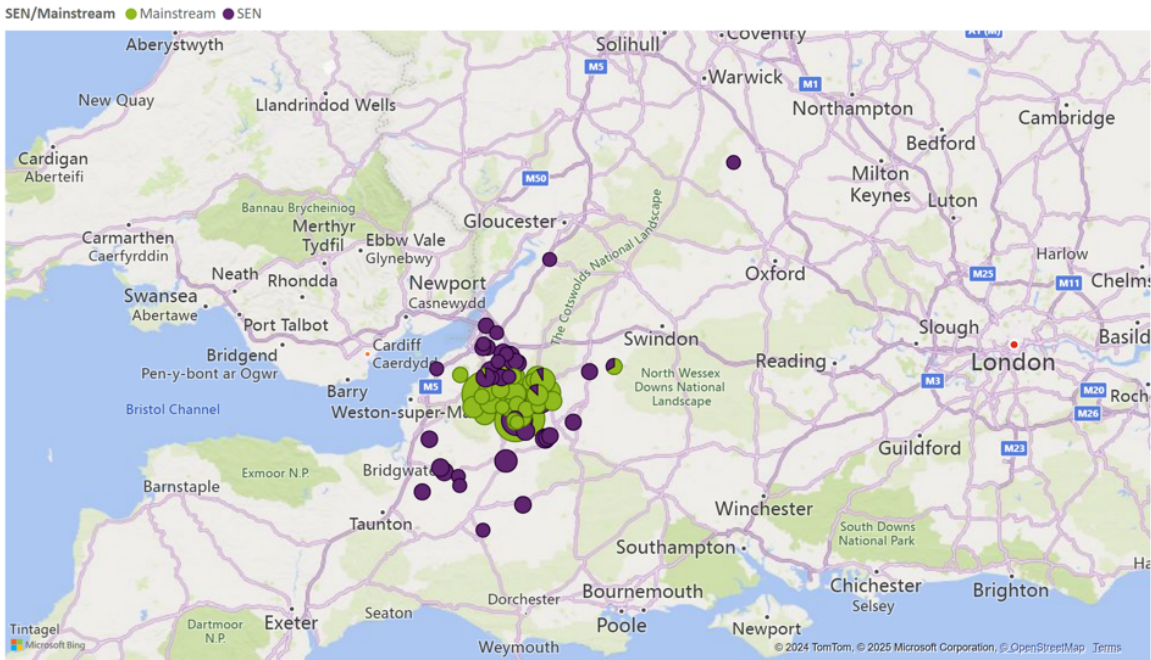 SEN/Mainstream Mainstream SEN
Aberystwyth
Solihull
Coventry
A1 (M)
M5
Warwick
M1
New Quay
Llandrindod Wells
Northampton
Cambridge
Bedford
Cardigan
Aberteifi
M50
Milton
Keynes
Luton
Bannau Brycheiniog
Merthyr
Tydfil
Gloucester
The Cotswolds National Landscape
Carmarthen
Caerfyrddin
Ebbw Vale
Glynebwy
Harlow
Neath
Rhondda
Newport
Casnewydd
Oxford
M25
M11
Chelms
Swansea
Abertawe
Port Talbot
Swindon
Slough
Basild
Cardiff
Caerdydd
Bridgend
Pen-y-bont ar Ogwr
Reading
London
North Wessex
Downs National
Landscape
M5
M3
M20
Roch
Barry
Weston-super-Ma
Bristol Channel
M26
Guildford
M23
Exmoor N.P.
Bridgwate
Barnstaple
Winchester
Taunton
South Downs
National Park
Southampton
Ha
Chichester
Selsey
Brighton
Bournemouth
Dorchester
Seaton
Poole
Exeter
Dartmoor
N.P.
Newport
Tintagel
Weymouth
Microsoft Bing
© 2024 TomTom, © 2025 Microsoft Corporation, © OpenStreetMap Terms